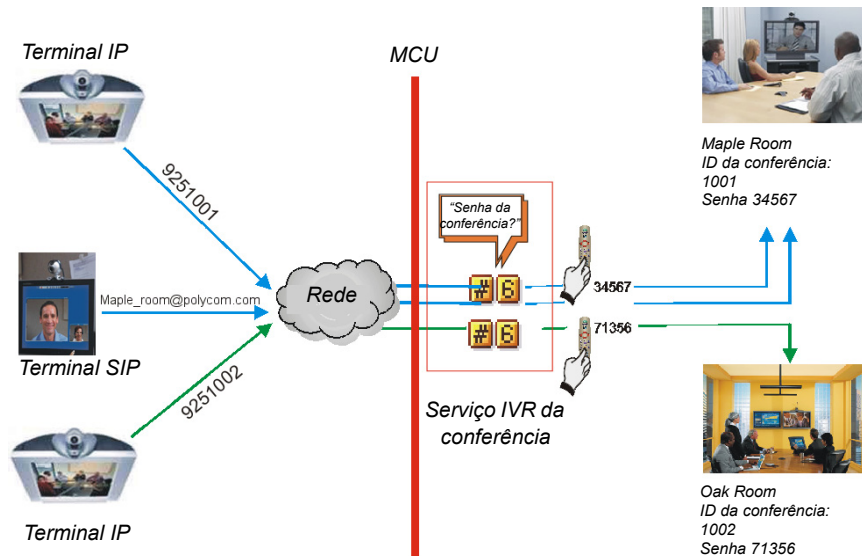 Terminal IP
MCU
Maple Room
ID da conferência:
1001
Senha 34567
9251001
“Senha da
conferência?”
Maple_room@polycom.com
Rede
# 6
34567
# 6
71356
Terminal SIP
9251002
Serviço IVR da
conferência
Terminal IP
Oak Room
ID da conferência:
1002
Senha 71356